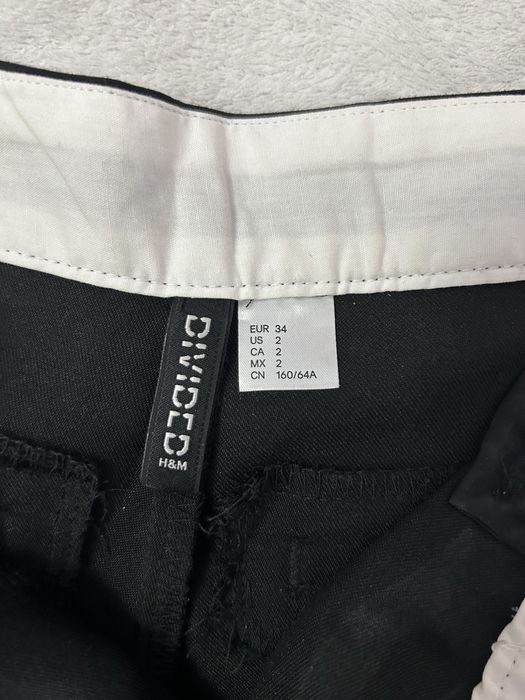 DIVIDED
H&M
EUR 34
US 2
CA 2
MX 2
CN 160/64A